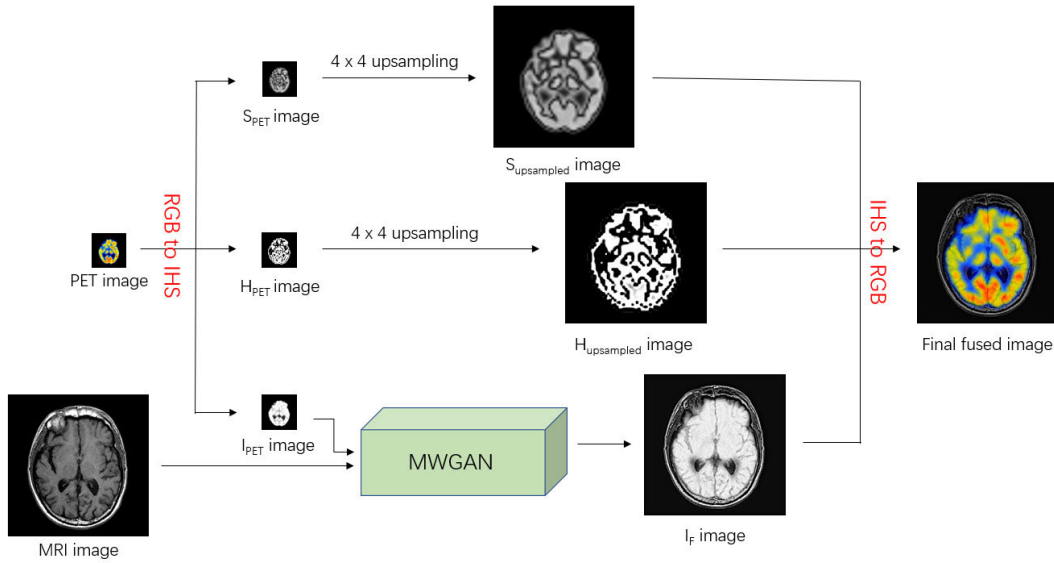 4 x 4 upsampling
S_PET image
S_upsampled image
RGB to IHS
IHS to RGB
4 x 4 upsampling
PET image
H_PET image
H_upsampled image
Final fused image
I_PET image
MWGAN
MRI image
I_F image